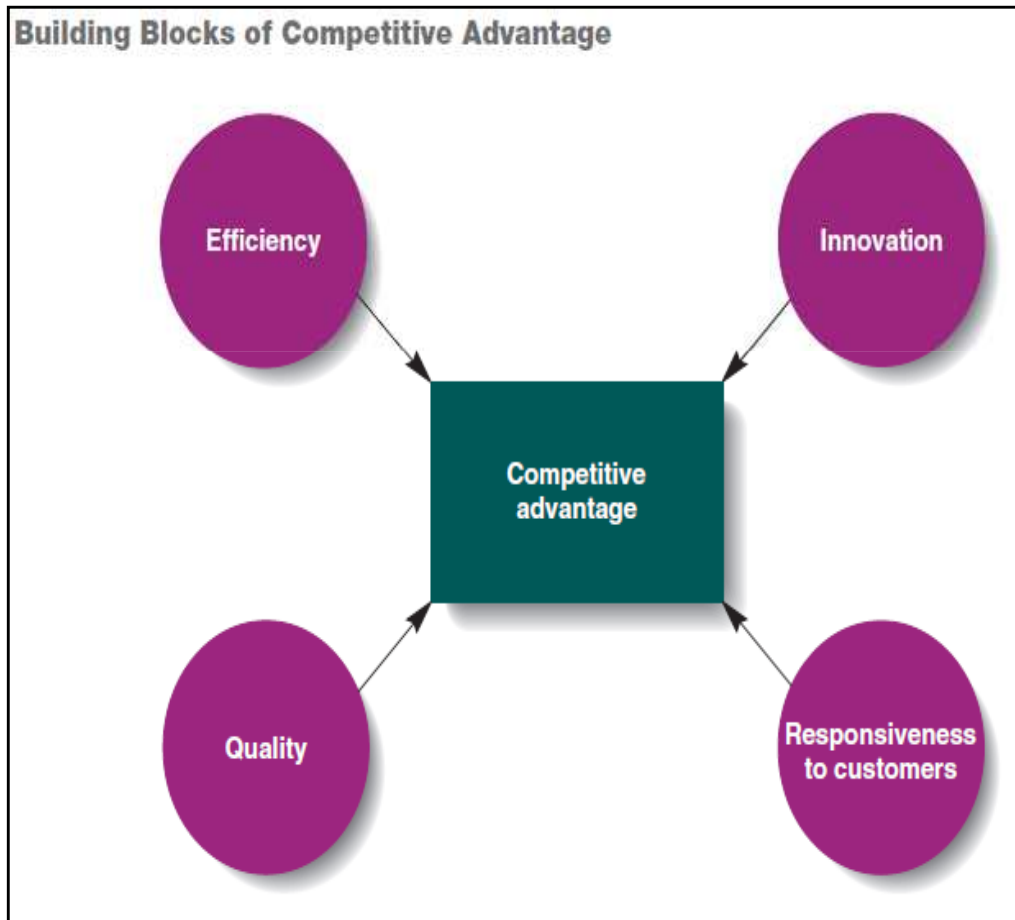 Building Blocks of Competitive Advantage
Efficiency
Innovation
Competitive
advantage
Quality
Responsiveness
to customers